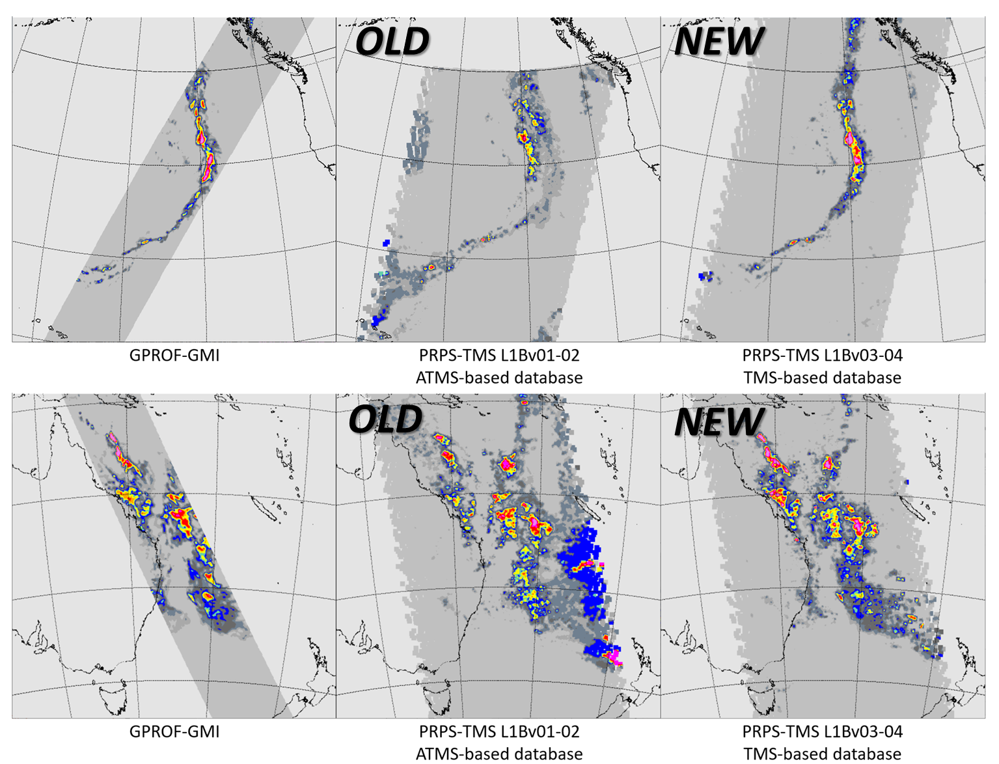 OLD
NEW
GPROF-GMI
PRPS-TMS L1Bv01-02
ATMS-based database
PRPS-TMS L1Bv03-04
TMS-based database
OLD
NEW
GPROF-GMI
PRPS-TMS L1Bv01-02
ATMS-based database
PRPS-TMS L1Bv03-04
TMS-based database